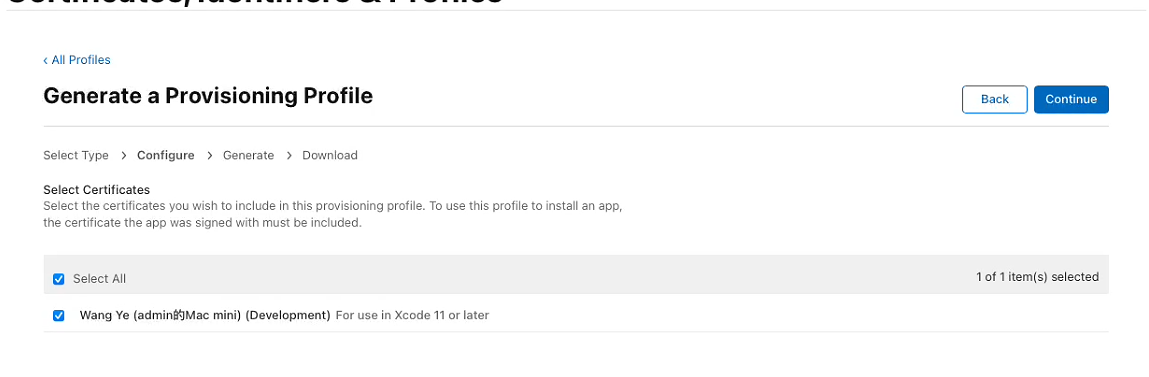 Certificates, Identifiers & Profiles
‹ All Profiles
Generate a Provisioning Profile
Back
Continue
Select Type > Configure > Generate > Download
Select Certificates
Select the certificates you wish to include in this provisioning profile. To use this profile to install an app,
the certificate the app was signed with must be included.
Select All
1 of 1 item(s) selected
Wang Ye (admin的Mac mini) (Development) For use in Xcode 11 or later